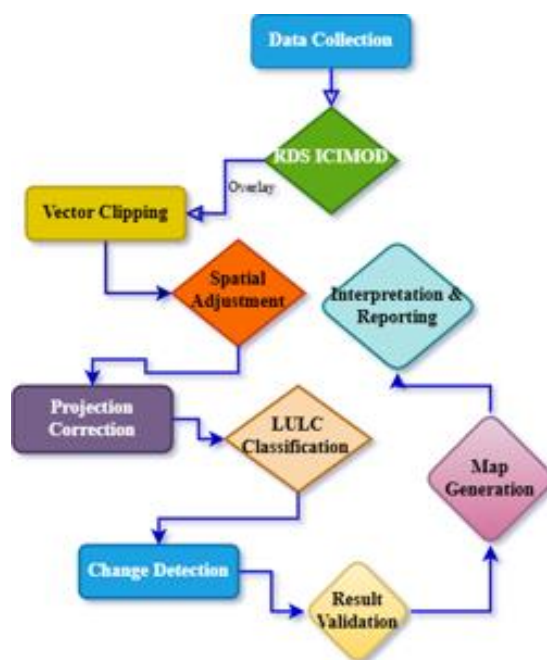 Data Collection
RDS ICIMOD
Overlay
Vector Clipping
Spatial
Adjustment
Interpretation &
Reporting
Projection
Correction
LULC
Classification
Map
Generation
Change Detection
Result
Validation